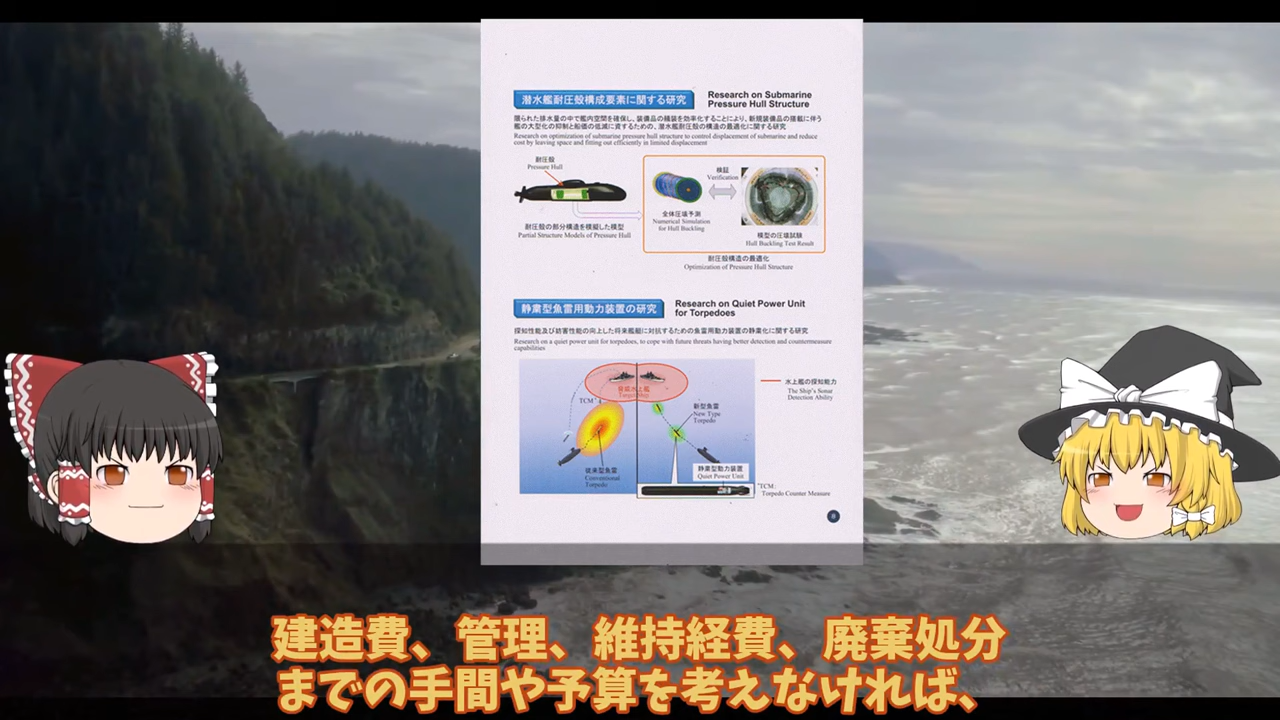 潜水艦耐圧殻構成要素に関する研究
Research on Submarine
Pressure Hull Structure
限られた排水量の中で艦内空間を確保し、装備品の艤装を効率化することにより、新規装備品の搭載に伴う
艦の大型化の抑制と船価の低減に資するための、潜水艦耐圧殻の構造の最適化に関する研究
Research on optimization of submarine pressure hull structure to control displacement of submarine and reduce
cost by leaving space and fitting out efficiently in limited displacement
耐圧殻
Pressure Hull
検証
Verification
全体圧壊予測
Numerical Simulation
for Hull Buckling
耐圧殻の部分構造を模擬した模型
Partial Structure Models of Pressure Hull
模型の圧壊試験
Hull Buckling Test Result
耐圧殻構造の最適化
Optimization of Pressure Hull Structure
静粛型魚雷用動力装置の研究
Research on Quiet Power Unit
for Torpedoes
探知性能及び妨害性能の向上した将来艦艇に対抗するための魚雷用動力装置の静粛化に関する研究
Research on a quiet power unit for torpedoes, to cope with future threats having better detection and countermeasure
capabilities
脅威水上艦
Target Ship
TCM
水上艦の探知能力
The Ship's Sonar
Detection Ability
新型魚雷
New Type
Torpedo
従来型魚雷
Conventional
Torpedo
静粛型動力装置
Quiet Power Unit
TCM :
Torpedo Counter Measure
8
建造費、管理、維持経費、廃棄処分
までの手間や予算を考えなければ、